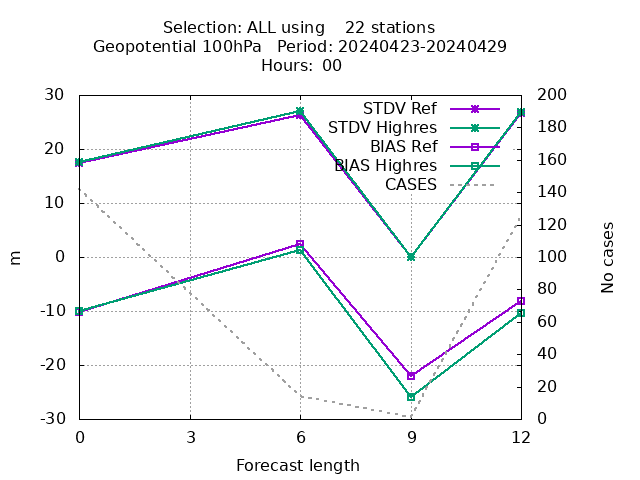 Selection: ALL using    22 stations
Geopotential 100hPa   Period: 20240423-20240429
Hours: 00
STDV Ref
STDV Highres
BIAS Ref
BIAS Highres
CASES
30
20
10
0
-10
-20
-30
m
200
180
160
140
120
100
80
60
40
20
0
No cases
0 3 6 9 12
Forecast length